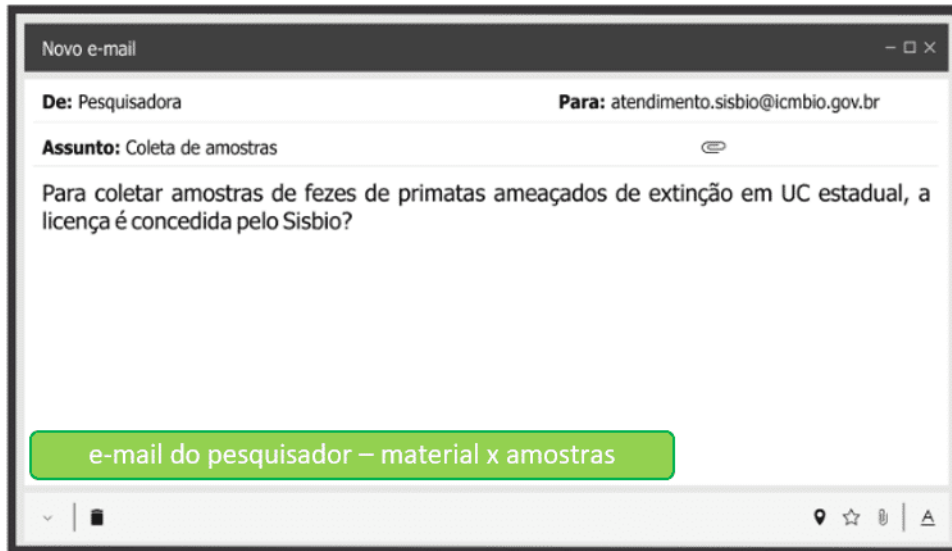 Novo e-mail
De: Pesquisadora
Para: atendimento.sisbio@icmbio.gov.br
Assunto: Coleta de amostras
Para coletar amostras de fezes de primatas ameaçados de extinção em UC estadual, a
licença é concedida pelo Sisbio?
e-mail do pesquisador – material x amostras
A